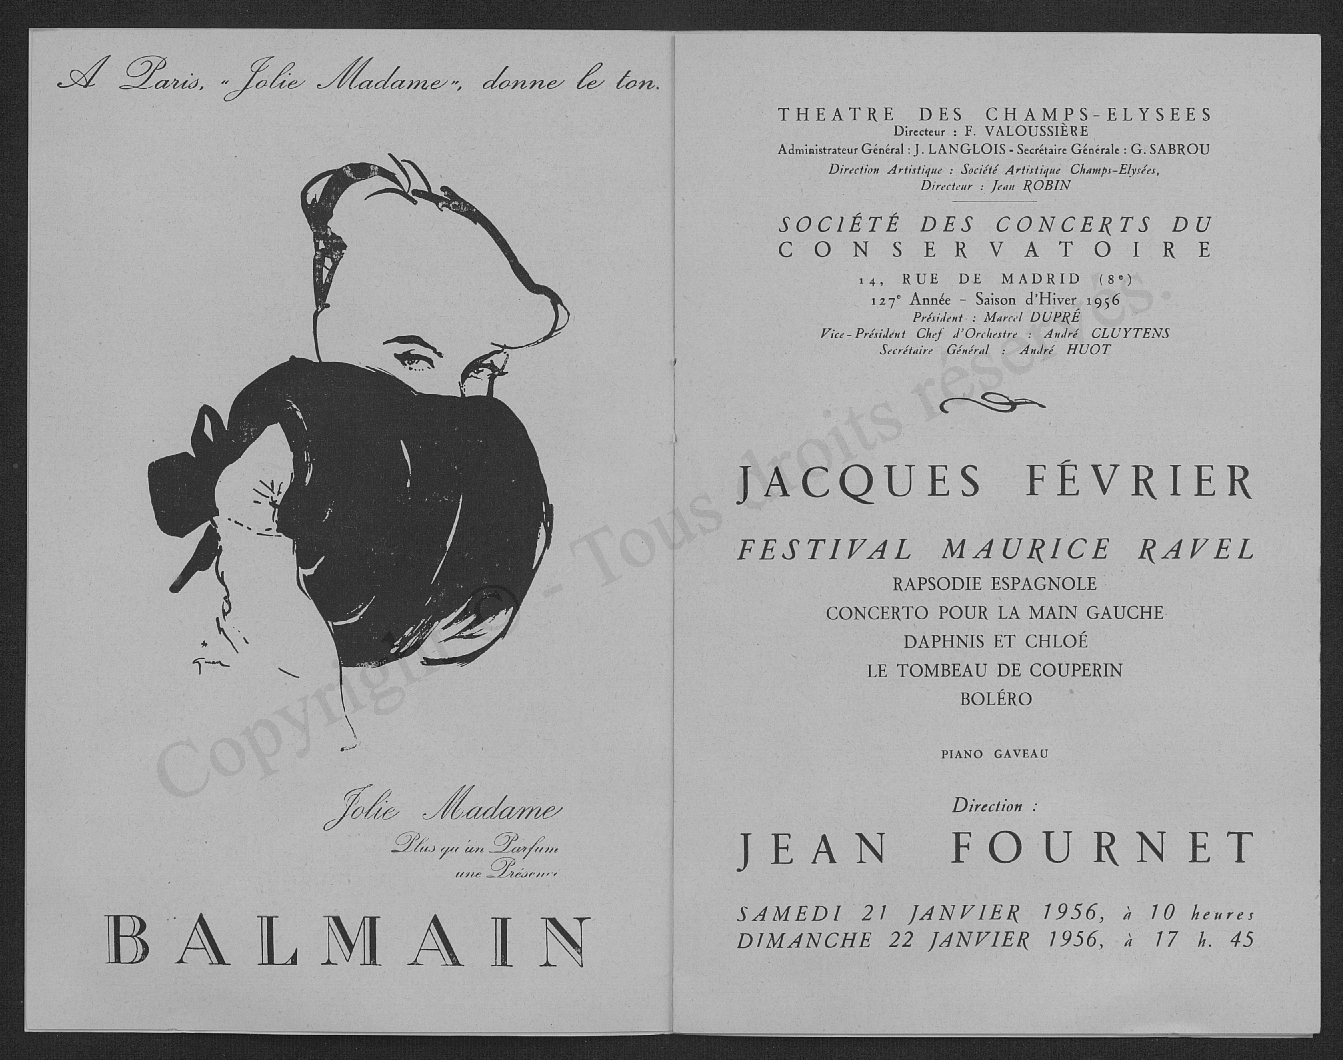 A Paris, « Jolie Madame », donne le ton.
Jolie Madame
Plus qu'un Parfum
une Présence
BALMAIN
THEATRE DES CHAMPS-ELYSEES
Directeur : F. VALOUSSIÈRE
Administrateur Général : J. LANGLOIS - Secrétaire Générale : G. SABROU
Direction Artistique : Société Artistique Champs-Elysées,
Directeur : Jean ROBIN
SOCIÉTÉ DES CONCERTS DU
CONSERVATOIRE
14, RUE DE MADRID (8e)
127e Année - Saison d'Hiver 1956
Président : Marcel DUPRÉ
Vice-Président Chef d'Orchestre : André CLUYTENS
Secrétaire Général : André HUOT
JACQUES FÉVRIER
FESTIVAL MAURICE RAVEL
RAPSODIE ESPAGNOLE
CONCERTO POUR LA MAIN GAUCHE
DAPHNIS ET CHLOÉ
LE TOMBEAU DE COUPERIN
BOLÉRO
PIANO GAVEAU
Direction :
JEAN FOURNET
SAMEDI 21 JANVIER 1956, à 10 heures
DIMANCHE 22 JANVIER 1956, à 17 h. 45
Copyright © - Tous droits réservés.